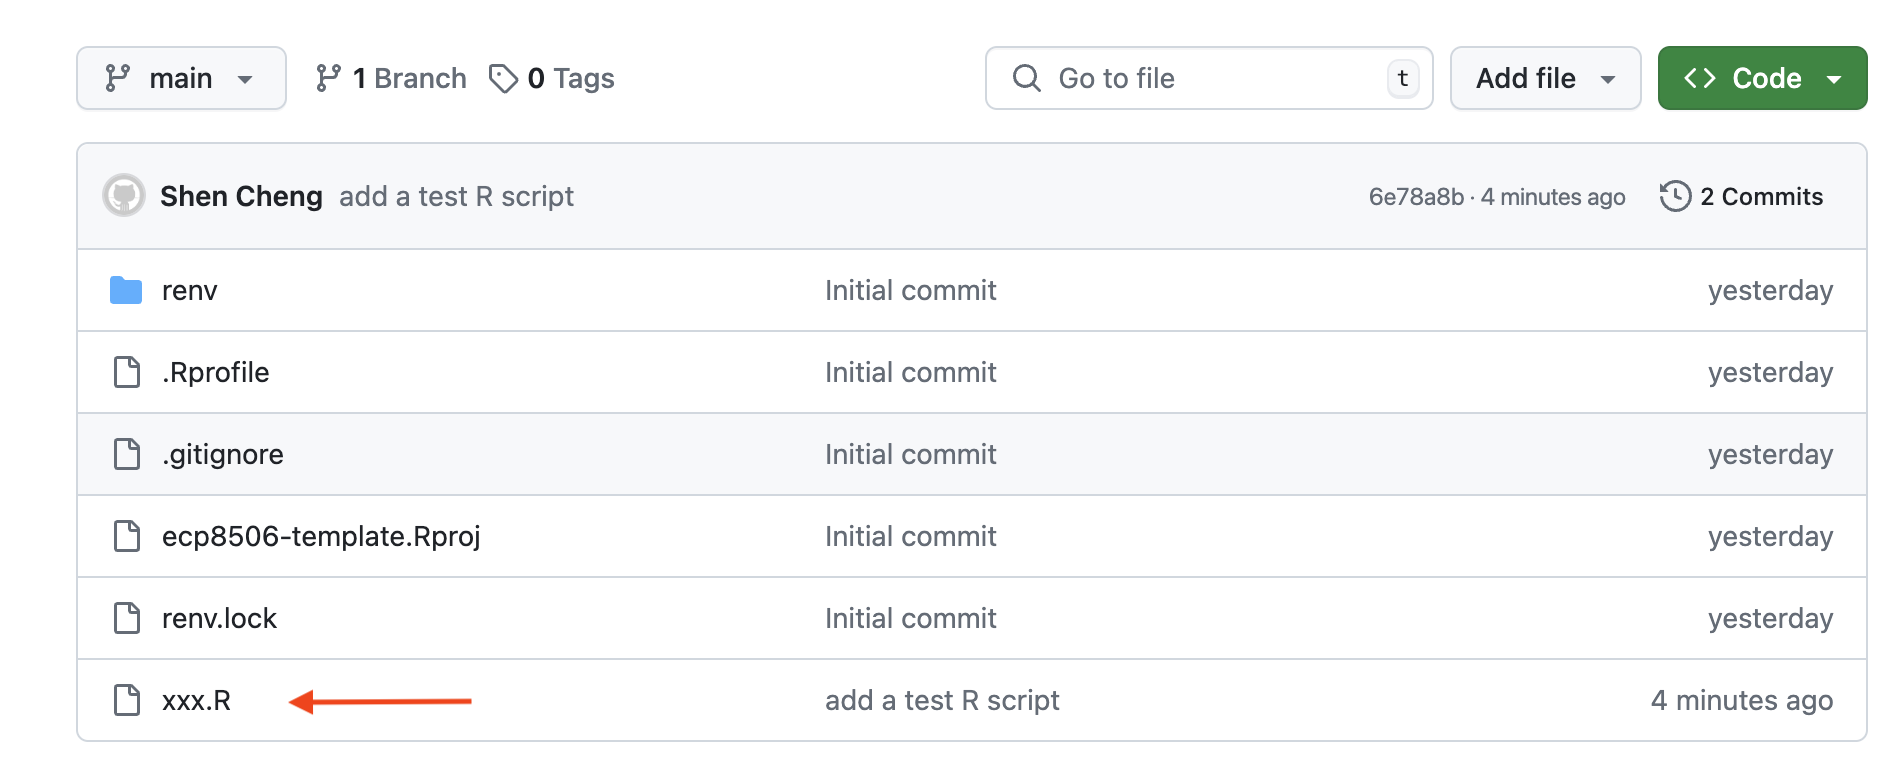 main 1 Branch 0 Tags Go to file t Add file Code
Shen Cheng add a test R script 6e78a8b · 4 minutes ago 2 Commits
renv Initial commit yesterday
.Rprofile Initial commit yesterday
.gitignore Initial commit yesterday
ecp8506-template.Rproj Initial commit yesterday
renv.lock Initial commit yesterday
xxx.R add a test R script 4 minutes ago